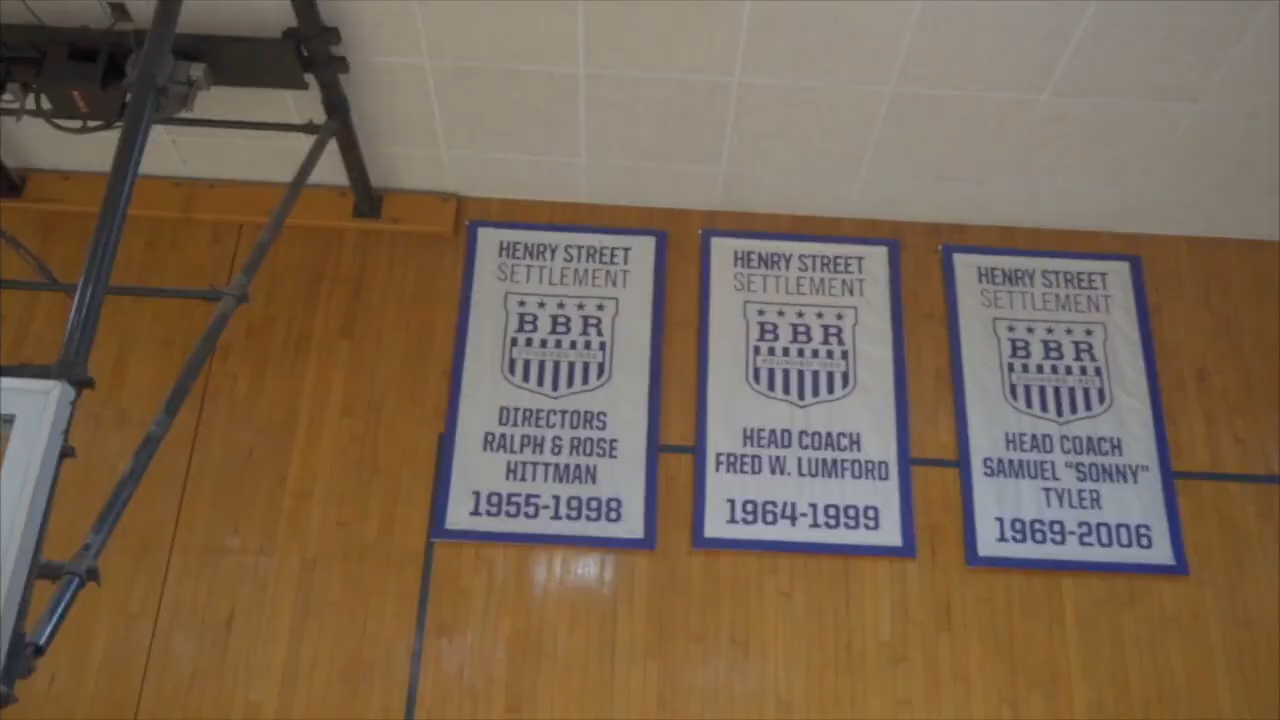 HENRY STREET
SETTLEMENT
BBR
DIRECTORS
RALPH & ROSE
HITTMAN
1955-1998
HENRY STREET
SETTLEMENT
BBR
HEAD COACH
FRED W. LUMFORD
1964-1999
HENRY STREET
SETTLEMENT
BBR
HEAD COACH
SAMUEL "SONNY"
TYLER
1969-2006